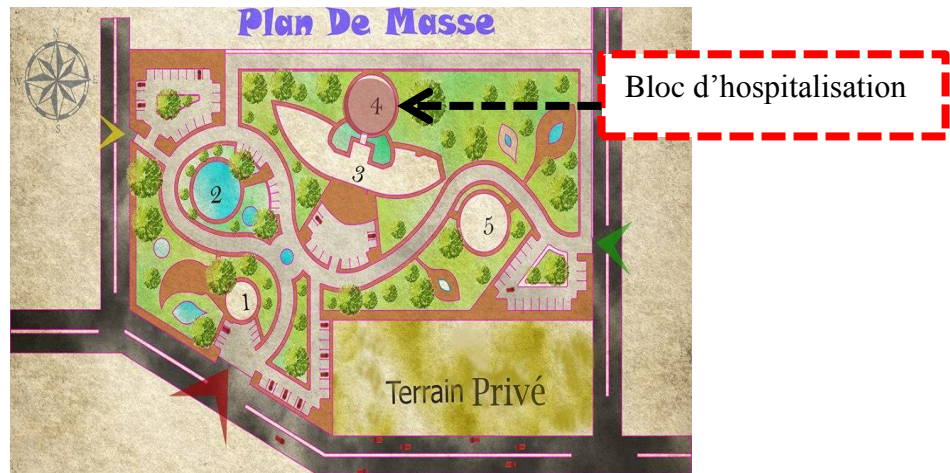 Plan De Masse
Bloc d’hospitalisation
N
E
S
4
3
2
5
1
Terrain Privé